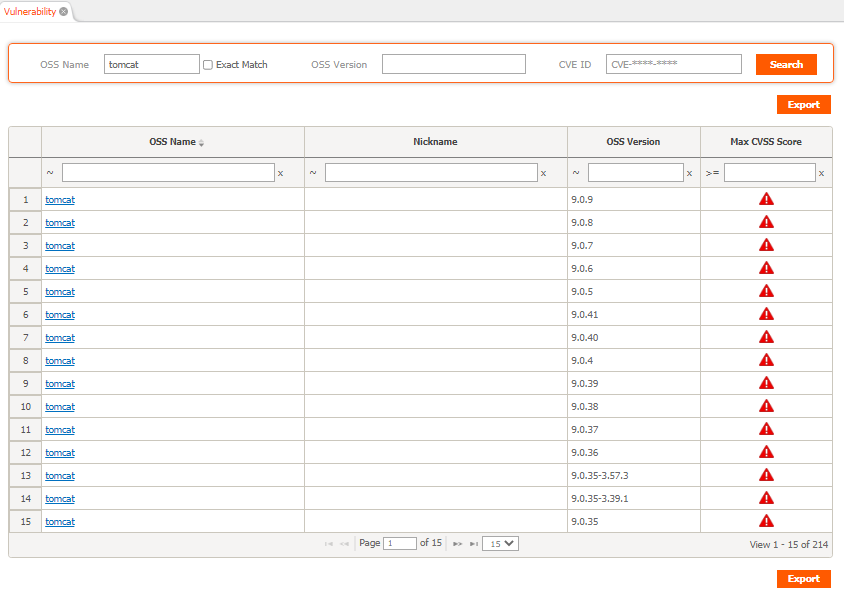 Vulnerability
OSS Name tomcat Exact Match OSS Version CVE ID CVE-****-**** Search
Export
OSS Name Nickname OSS Version Max CVSS Score
~ x ~ x ~ x >= x
1 tomcat 9.0.9
2 tomcat 9.0.8
3 tomcat 9.0.7
4 tomcat 9.0.6
5 tomcat 9.0.5
6 tomcat 9.0.41
7 tomcat 9.0.40
8 tomcat 9.0.4
9 tomcat 9.0.39
10 tomcat 9.0.38
11 tomcat 9.0.37
12 tomcat 9.0.36
13 tomcat 9.0.35-3.57.3
14 tomcat 9.0.35-3.39.1
15 tomcat 9.0.35
Page 1 of 15 15 View 1 - 15 of 214
Export